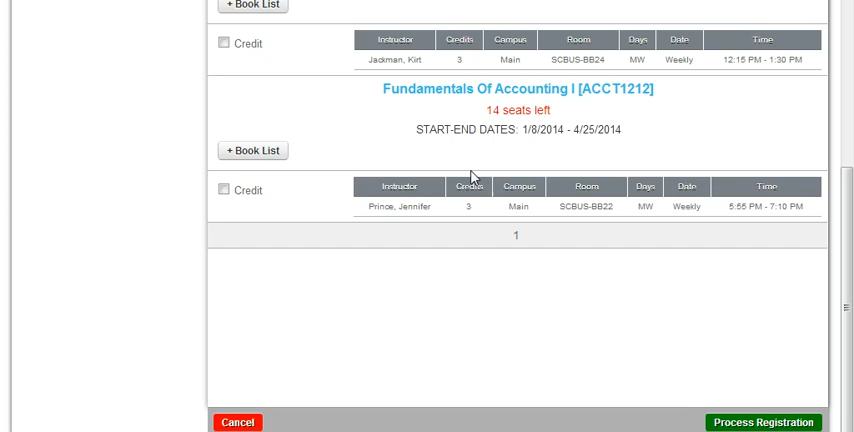 + Book List
Credit
Instructor Credits Campus Room Days Date Time
Jackman, Kirt 3 Main SCBUS-BB24 MW Weekly 12:15 PM - 1:30 PM
Fundamentals Of Accounting I [ACCT1212]
14 seats left
START-END DATES: 1/8/2014 - 4/25/2014
+ Book List
Credit
Instructor Credits Campus Room Days Date Time
Prince, Jennifer 3 Main SCBUS-BB22 MW Weekly 5:55 PM - 7:10 PM
1
Cancel
Process Registration